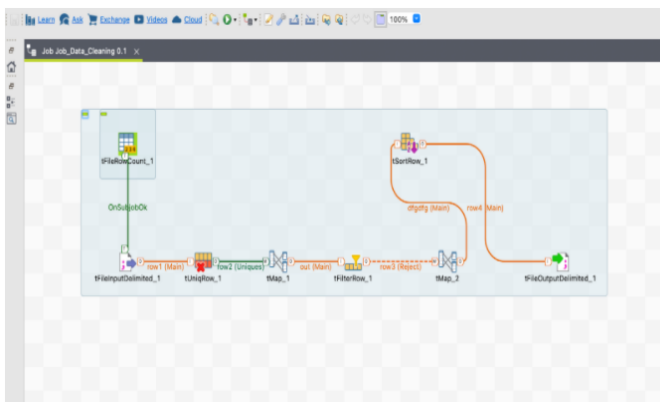 Learn Ask Exchange Videos Cloud 100%
Job Job_Data_Cleaning 0.1
tFileRowCount_1
tSortRow_1
OnSubjobOk
dfgdfg (Main) row4 (Main)
row1 (Main) row2 (Uniques) out (Main) row3 (Reject)
tFileInputDelimited_1 tUniqRow_1 tMap_1 tFilterRow_1 tMap_2 tFileOutputDelimited_1